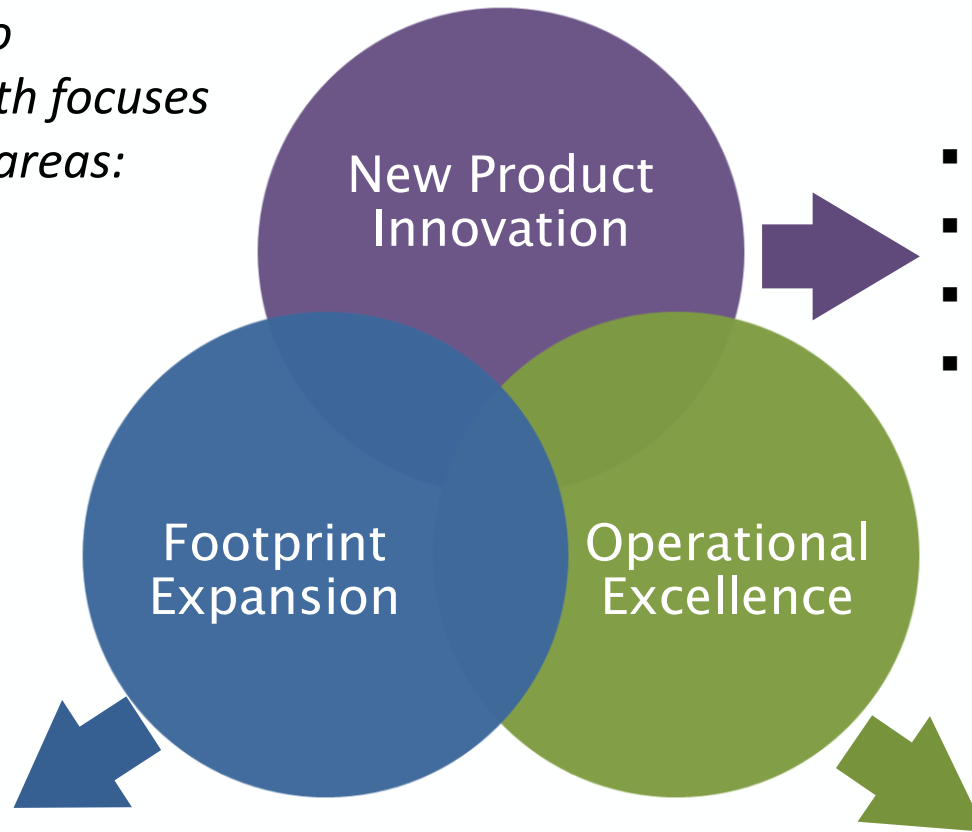 th focuses
areas:
New Product
Innovation
Footprint
Expansion
Operational
Excellence